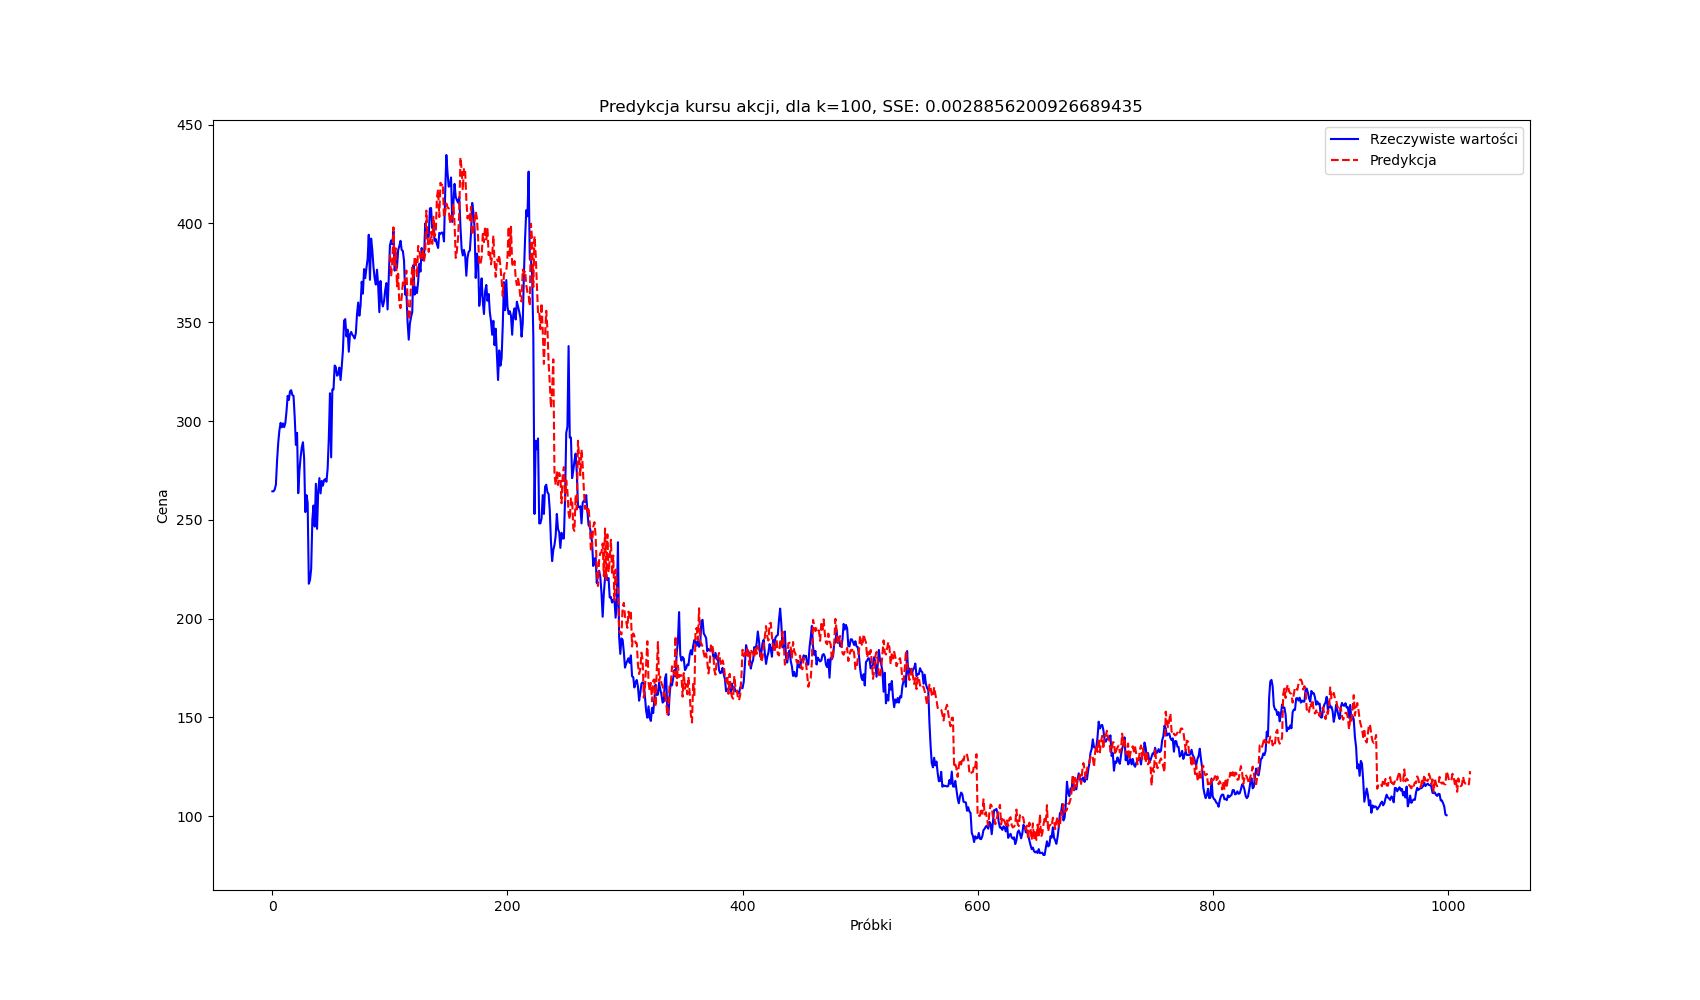 Predykcja kursu akcji, dla k=100, SSE: 0.0028856200926689435
Rzeczywiste wartości
Predykcja
450
400
350
300
250
200
150
100
Cena
0
200
400
600
800
1000
Próbki